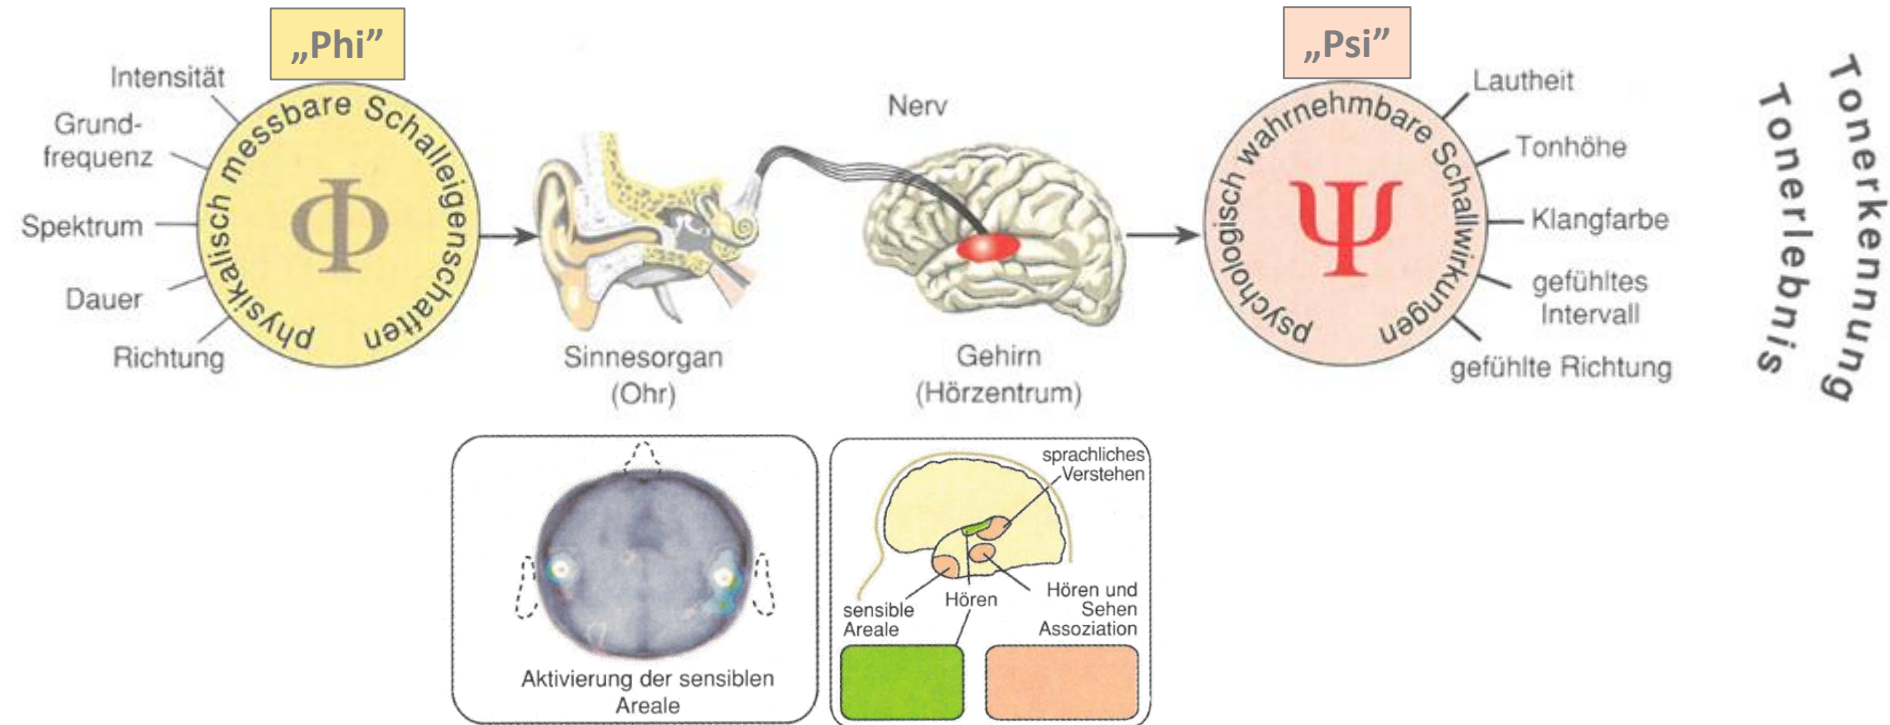 „Phi”
Intensität
Grund-
frequenz
Spektrum
Dauer
Richtung
physikalisch messbare Schalleigenschaften
Φ
Sinnesorgan
(Ohr)
Nerv
Gehirn
(Hörzentrum)
„Psi”
psychologisch wahrnehmbare Schallwirkungen
Ψ
Lautheit
Tonhöhe
Klangfarbe
gefühltes
Intervall
gefühlte Richtung
Tonerlebnis
Tonerkennung
Aktivierung der sensiblen
Areale
sprachliches
Verstehen
sensible
Areale
Hören
Hören und
Sehen
Assoziation